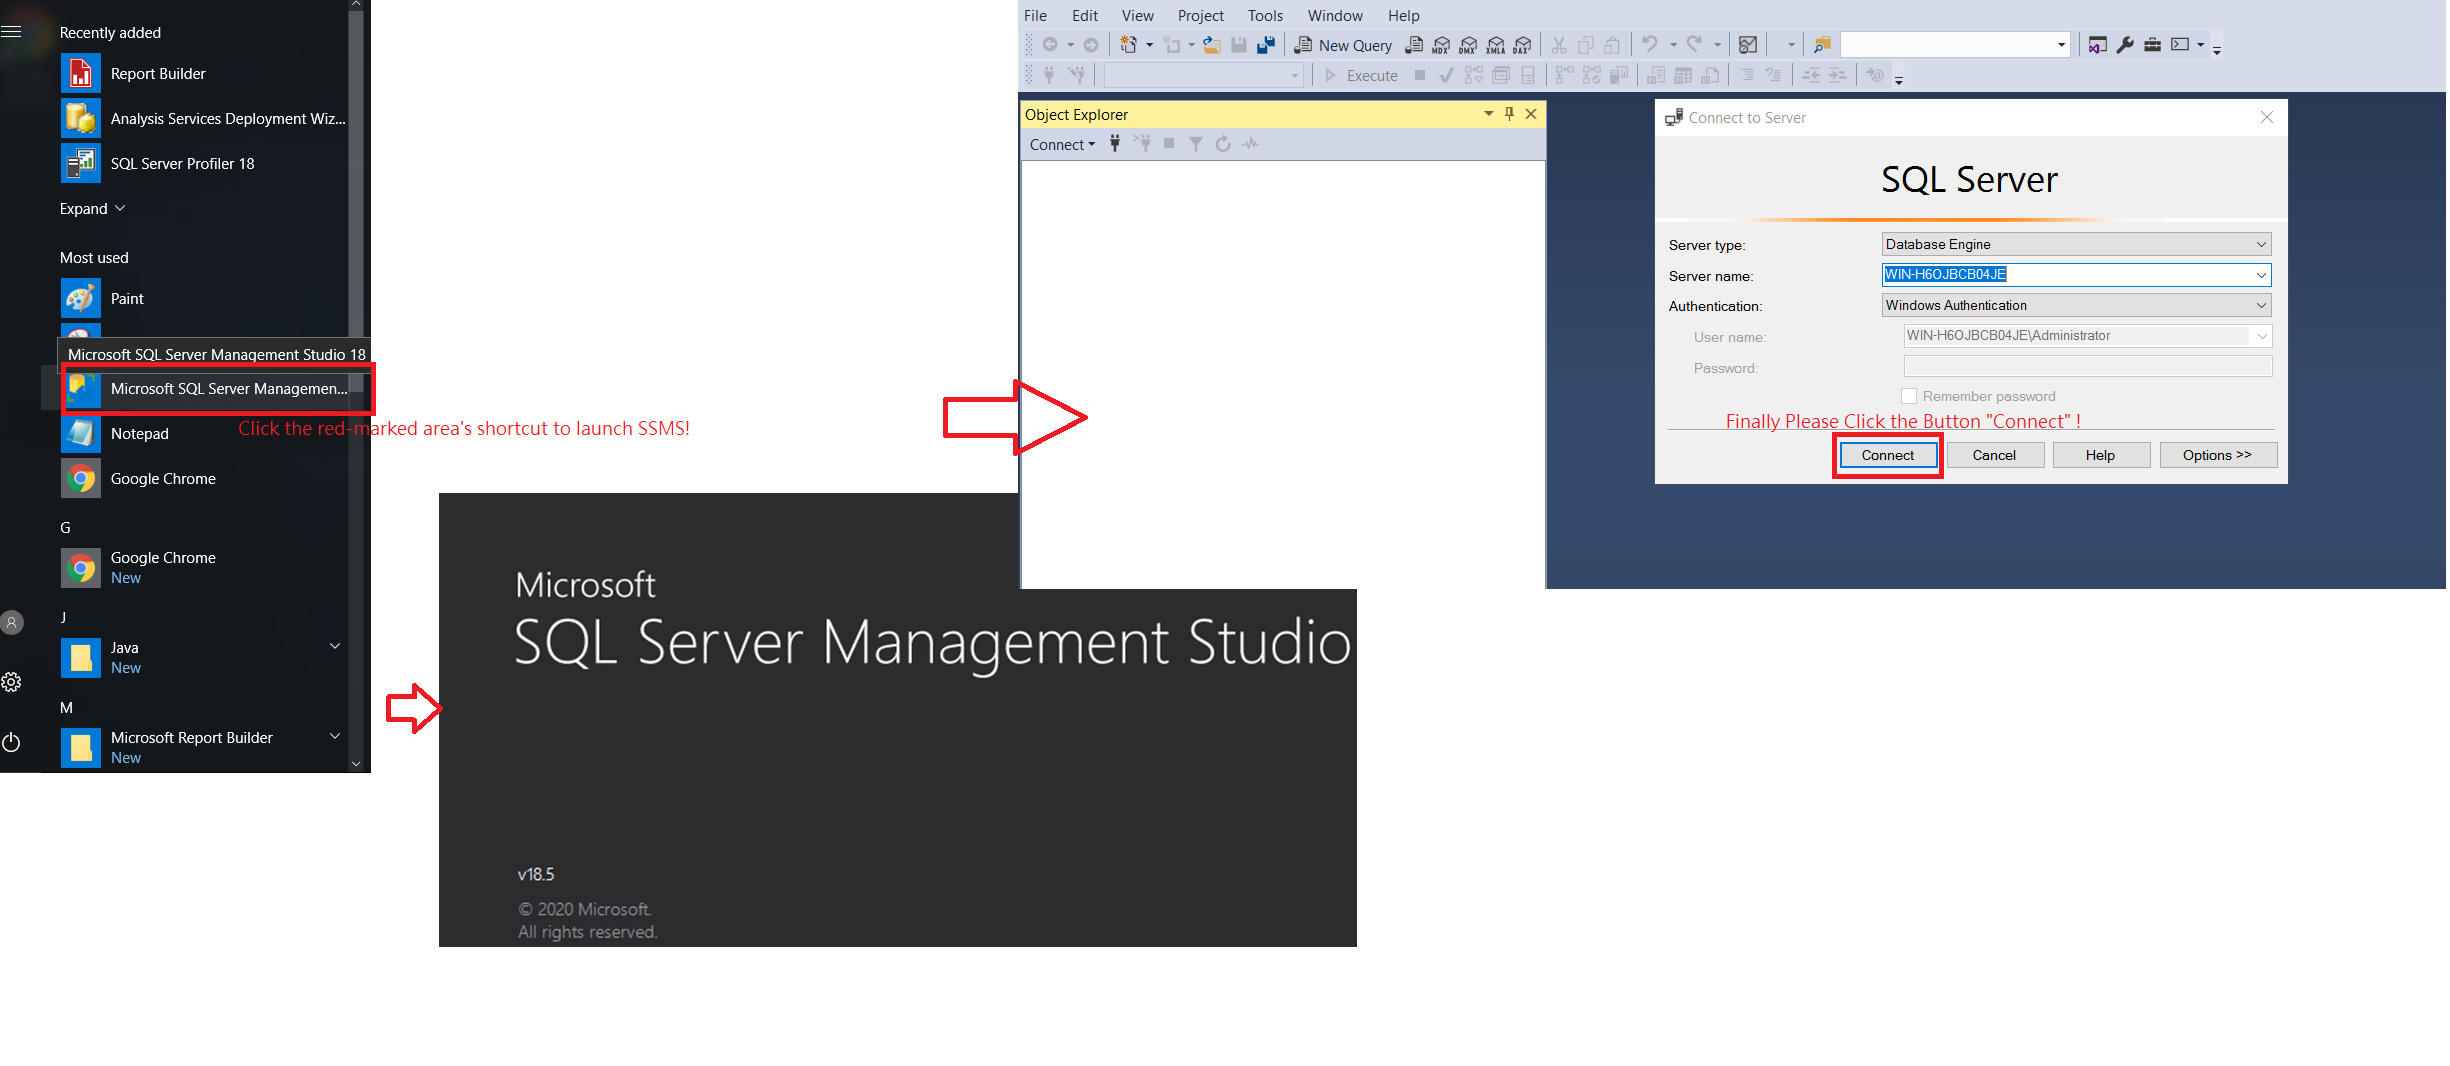 Recently added
Report Builder
Analysis Services Deployment Wiz...
SQL Server Profiler 18
Expand
Most used
Paint
Microsoft SQL Server Management Studio 18
Microsoft SQL Server Managemen...
Notepad
Click the red-marked area's shortcut to launch SSMS!
Google Chrome
G
Google Chrome
New
J
Java
New
M
Microsoft Report Builder
New
Microsoft
SQL Server Management Studio
v18.5
© 2020 Microsoft.
All rights reserved.
File Edit View Project Tools Window Help
New Query MDX DMX XMLA DAX
Execute
Object Explorer
Connect
Connect to Server
SQL Server
Server type: Database Engine
Server name: WIN-H6OJBCB04JE
Authentication: Windows Authentication
User name: WIN-H6OJBCB04JE\Administrator
Password:
Remember password
Finally Please Click the Button "Connect" !
Connect Cancel Help Options >>